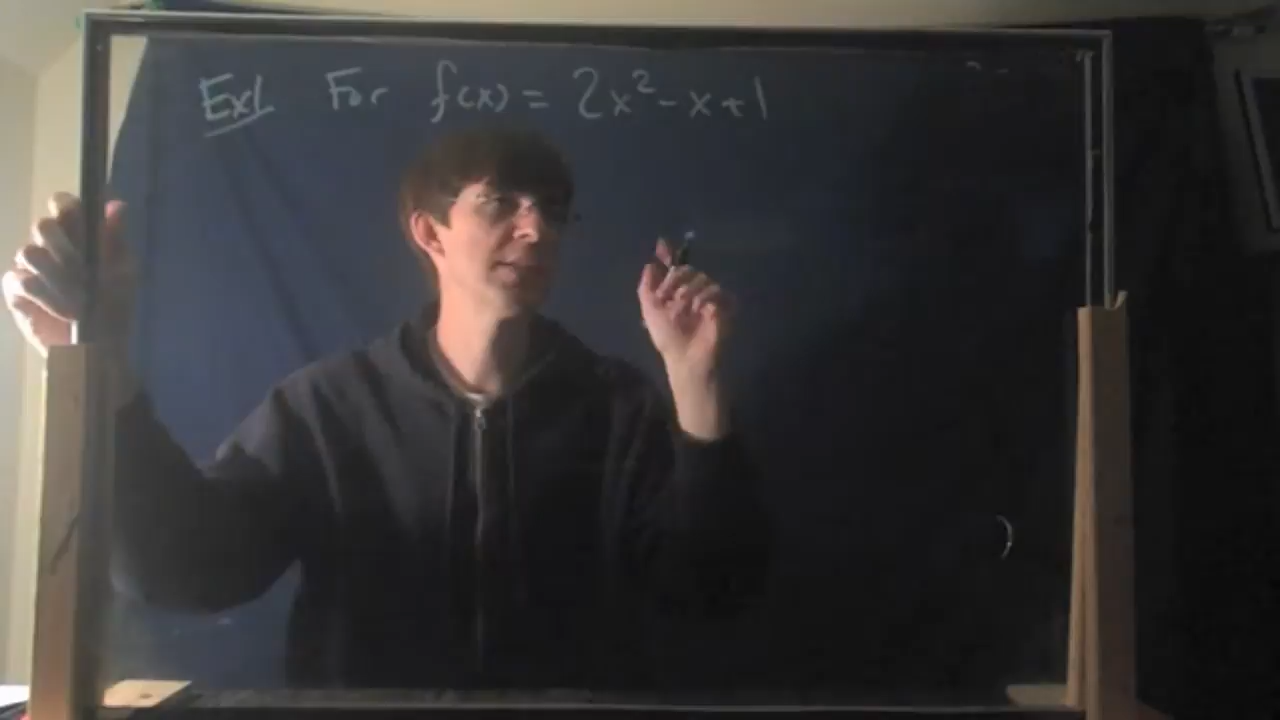 Ex1 For f(x) = 2x² - x + 1